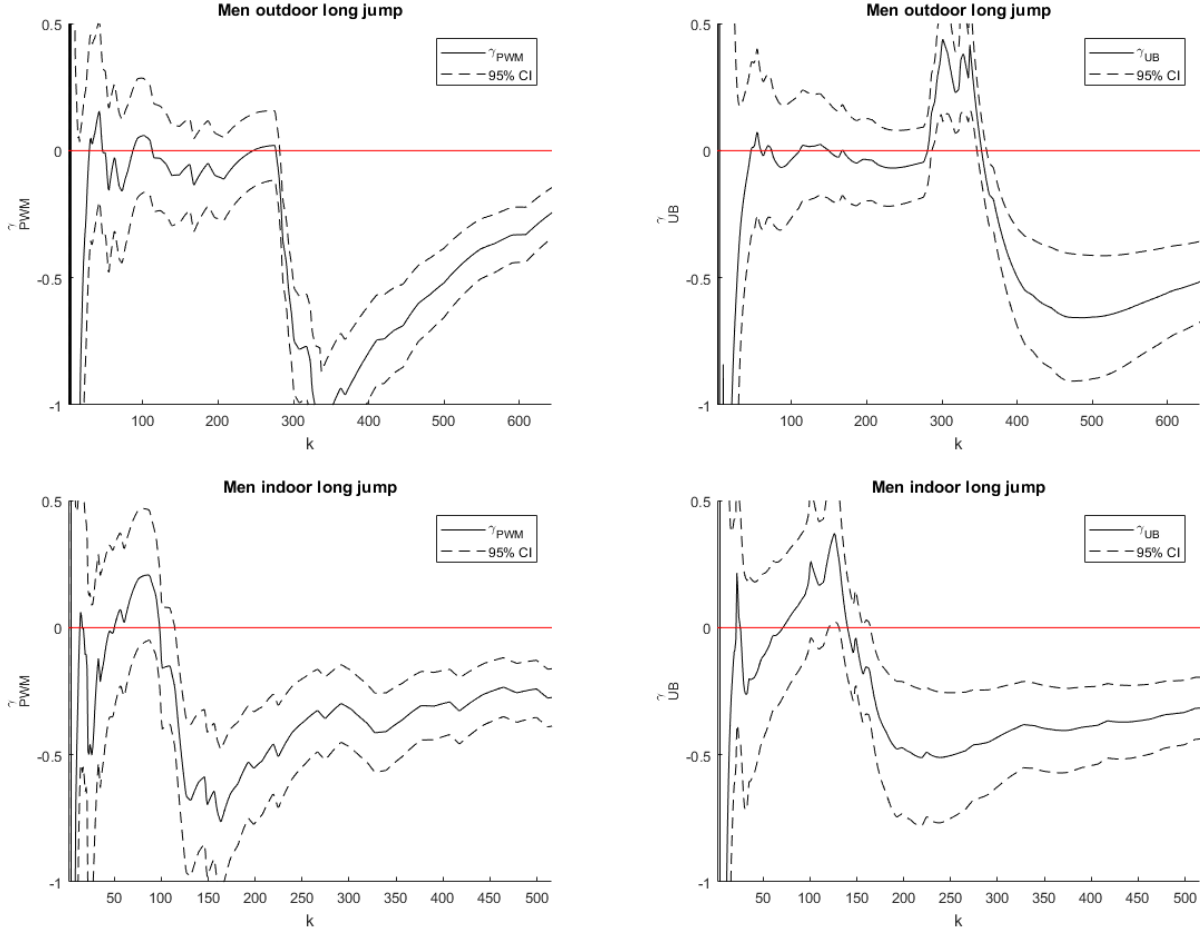 Men outdoor long jump
0.5
0
-0.5
-1
γ PWM
γPWM
95% CI
100 200 300 400 500 600
k
Men outdoor long jump
0.5
0
-0.5
-1
γ UB
γUB
95% CI
100 200 300 400 500 600
k
Men indoor long jump
0.5
0
-0.5
-1
γ PWM
γPWM
95% CI
50 100 150 200 250 300 350 400 450 500
k
Men indoor long jump
0.5
0
-0.5
-1
γ UB
γUB
95% CI
50 100 150 200 250 300 350 400 450 500
k